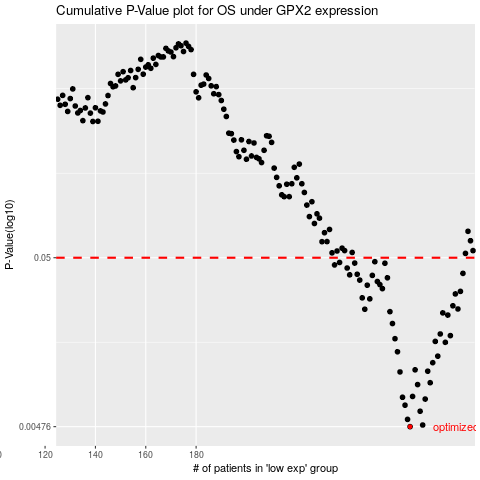 Cumulative P-Value plot for OS under GPX2 expression
P-Value(log10)
0.05
0.00476
optimized
0
120
140
160
180
# of patients in 'low exp' group